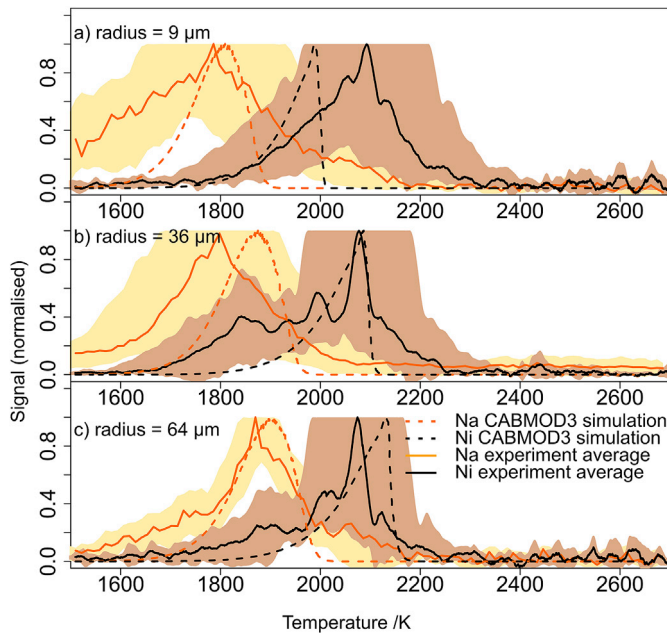 a) radius = 9 µm
0.8
0.4
0.0
1600 1800 2000 2200 2400 2600
b) radius = 36 µm
0.8
0.4
0.0
Signal (normalised)
1600 1800 2000 2200 2400 2600
c) radius = 64 µm
Na CABMOD3 simulation
Ni CABMOD3 simulation
Na experiment average
Ni experiment average
0.8
0.4
0.0
1600 1800 2000 2200 2400 2600
Temperature /K